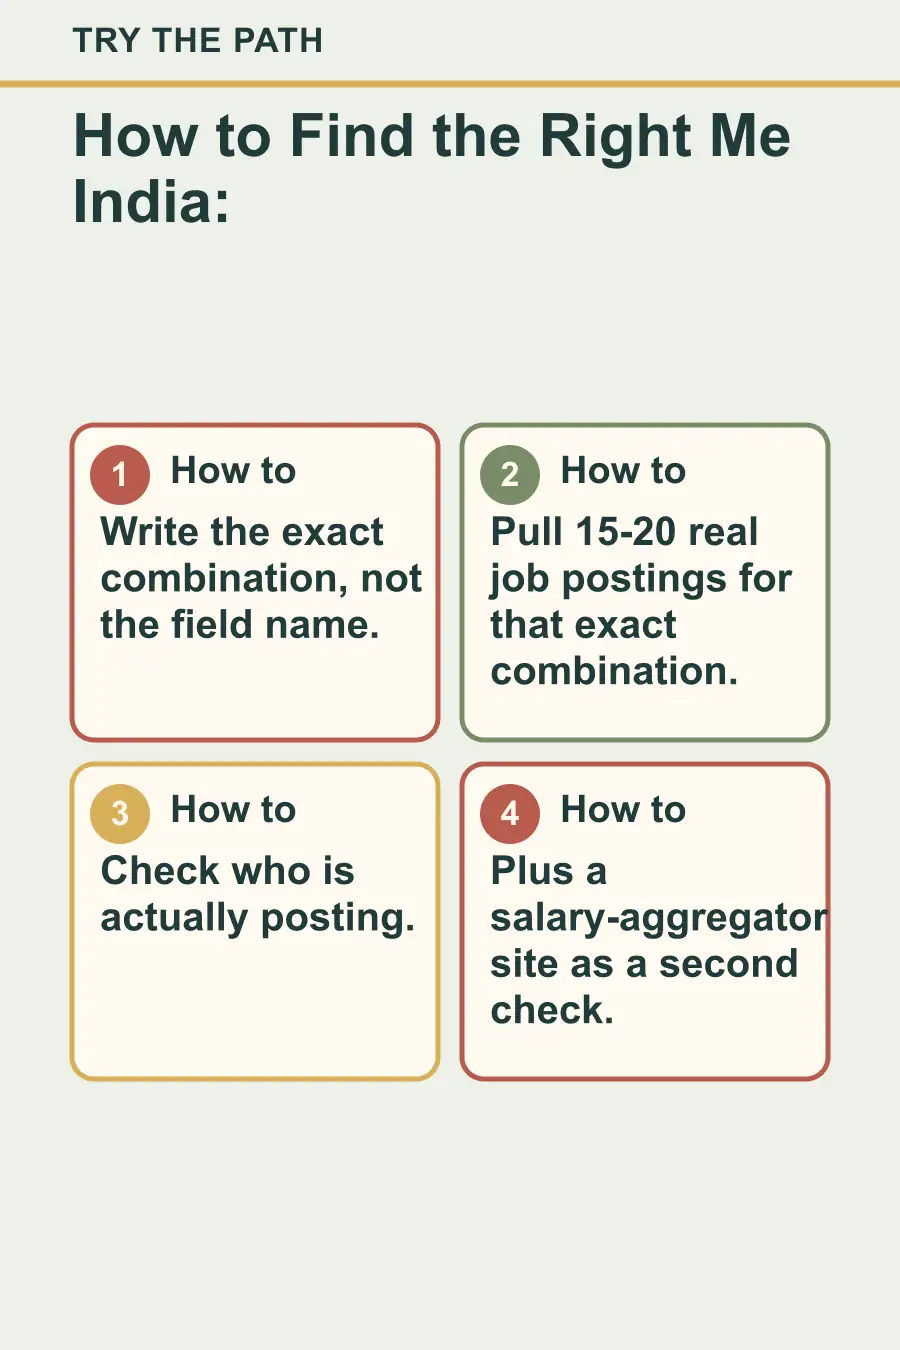 TRY THE PATH
How to Find the Right Me
India:
1 How to
Write the exact
combination, not
the field name.
2 How to
Pull 15-20 real
job postings for
that exact
combination.
3 How to
Check who is
actually posting.
4 How to
Plus a
salary-aggregator
site as a second
check.